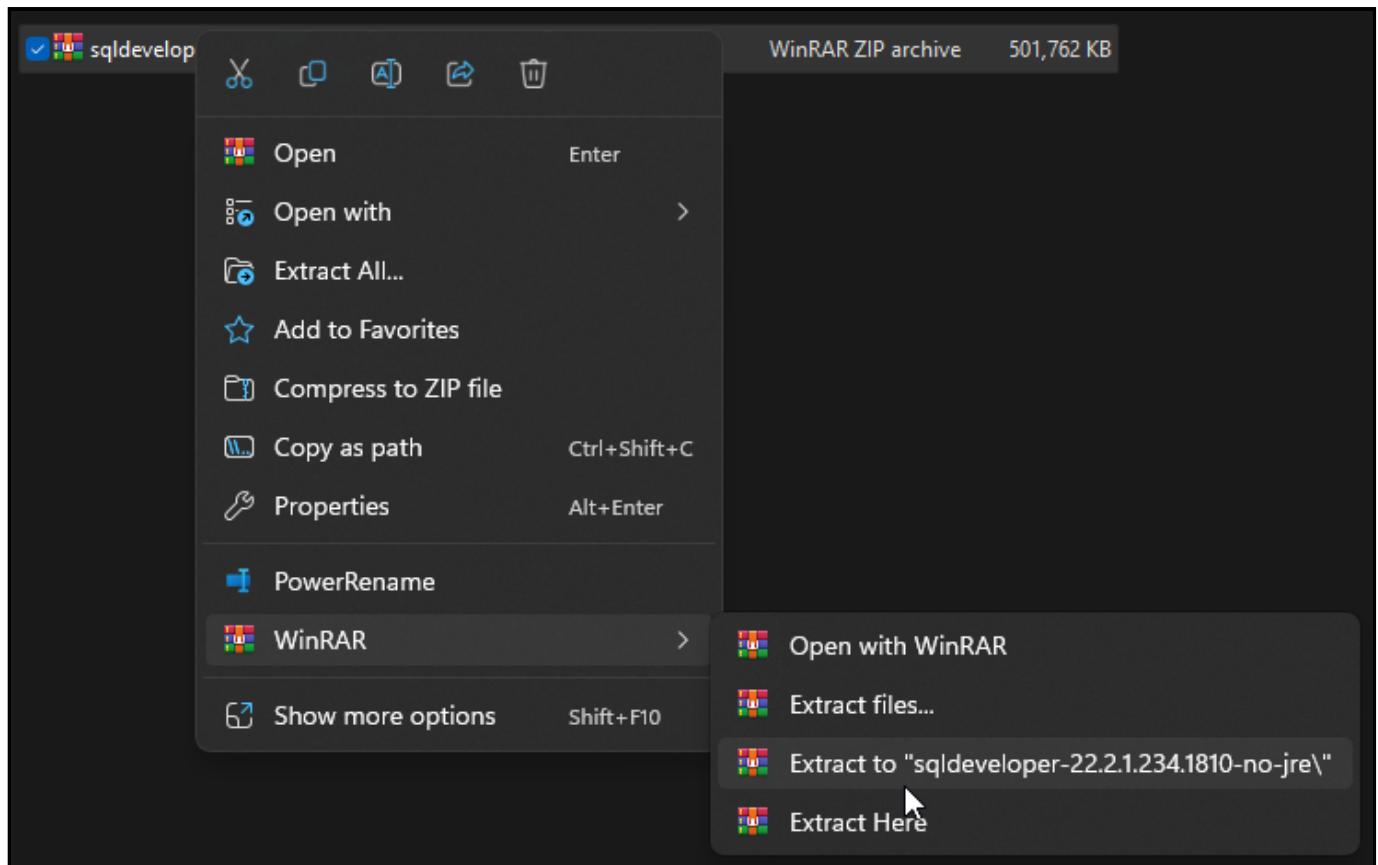 sqldevelop
WinRAR ZIP archive 501,762 KB
Open Enter
Open with
Extract All...
Add to Favorites
Compress to ZIP file
Copy as path Ctrl+Shift+C
Properties Alt+Enter
PowerRename
WinRAR
Show more options Shift+F10
Open with WinRAR
Extract files...
Extract to "sqldeveloper-22.2.1.234.1810-no-jre\"
Extract Here